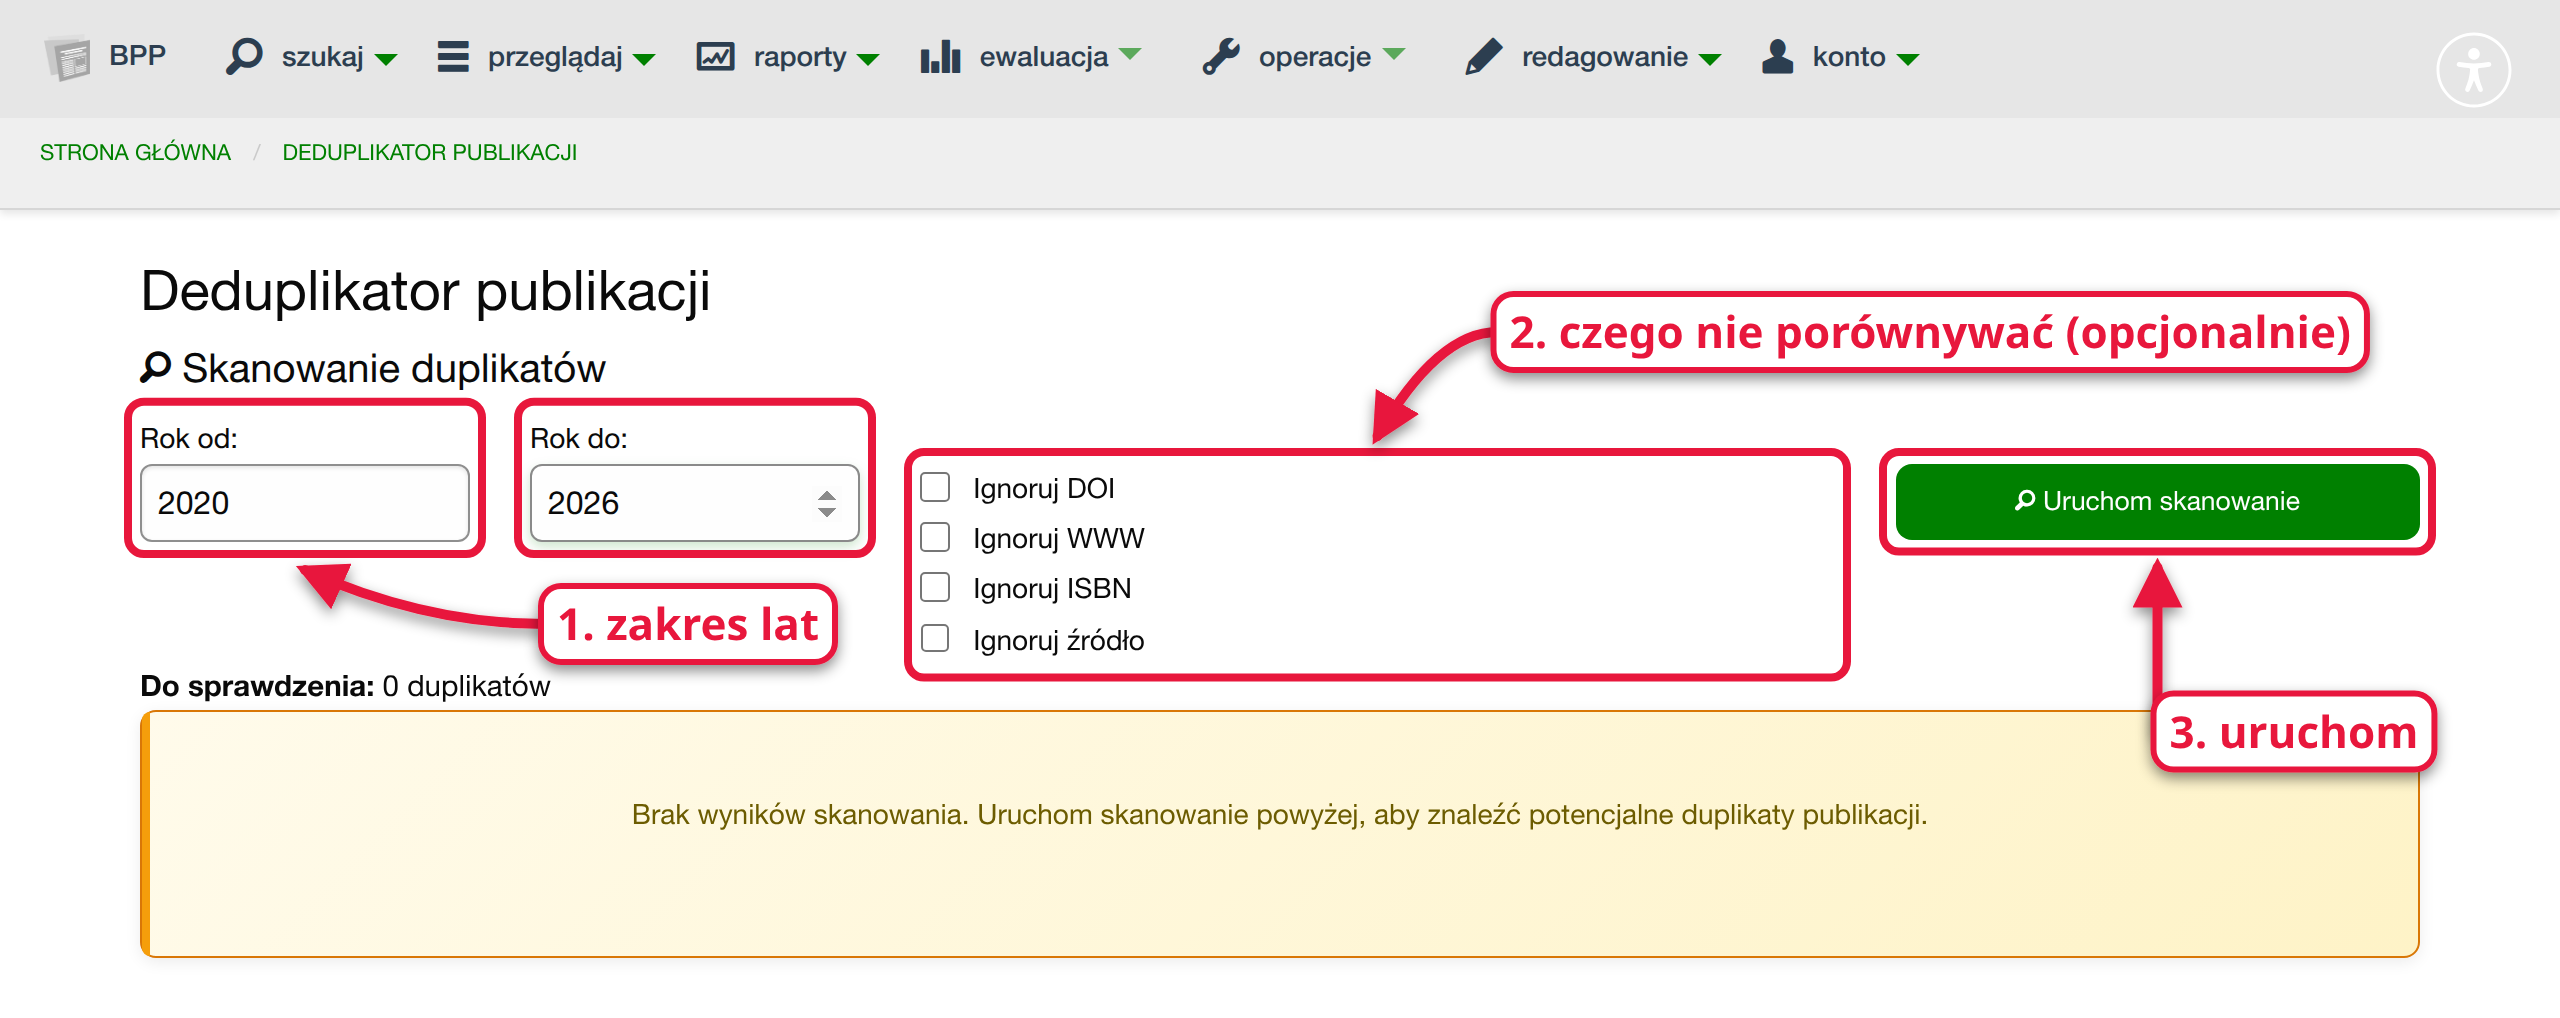 BPP szukaj przeglądaj raporty ewaluacja operacje redagowanie konto
STRONA GŁÓWNA / DEDUPLIKATOR PUBLIKACJI
Deduplikator publikacji
2. czego nie porównywać (opcjonalnie)
Skanowanie duplikatów
Rok od:
2020
Rok do:
2026
Ignoruj DOI
Ignoruj WWW
Ignoruj ISBN
Ignoruj źródło
Uruchom skanowanie
1. zakres lat
3. uruchom
Do sprawdzenia: 0 duplikatów
Brak wyników skanowania. Uruchom skanowanie powyżej, aby znaleźć potencjalne duplikaty publikacji.